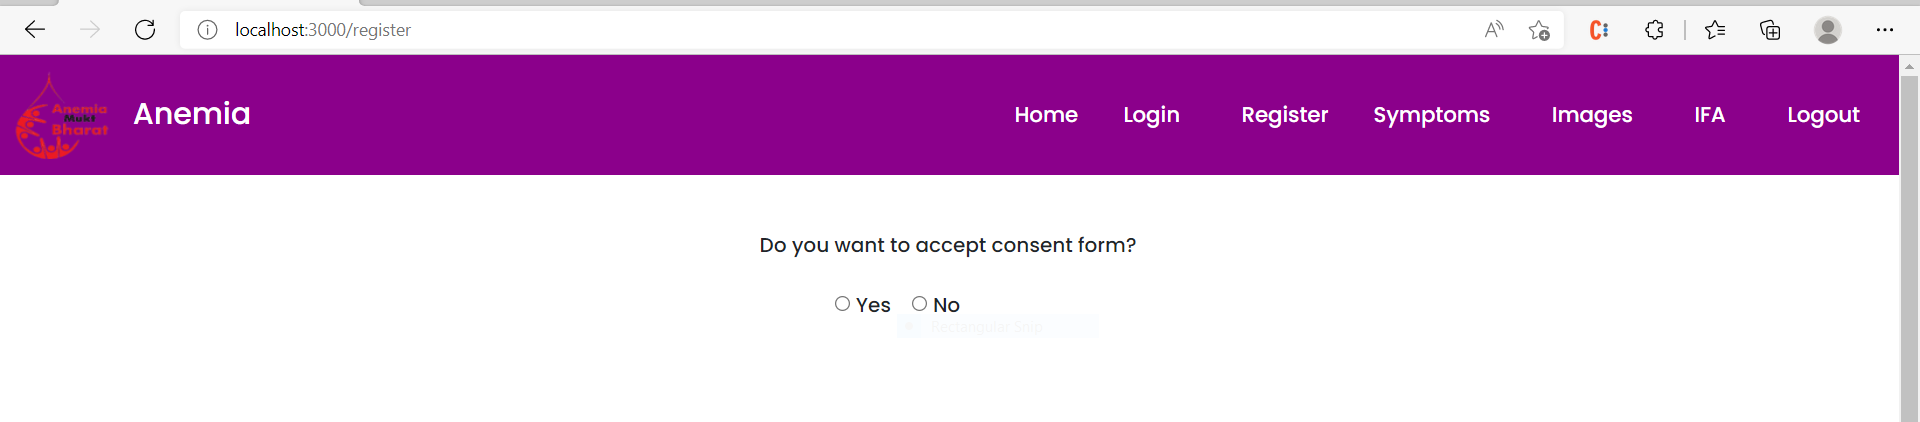 localhost:3000/register
Anemia
Mukt
Bharat
Anemia
Home Login Register Symptoms Images IFA Logout
Do you want to accept consent form?
Yes No
Rectangular Snip